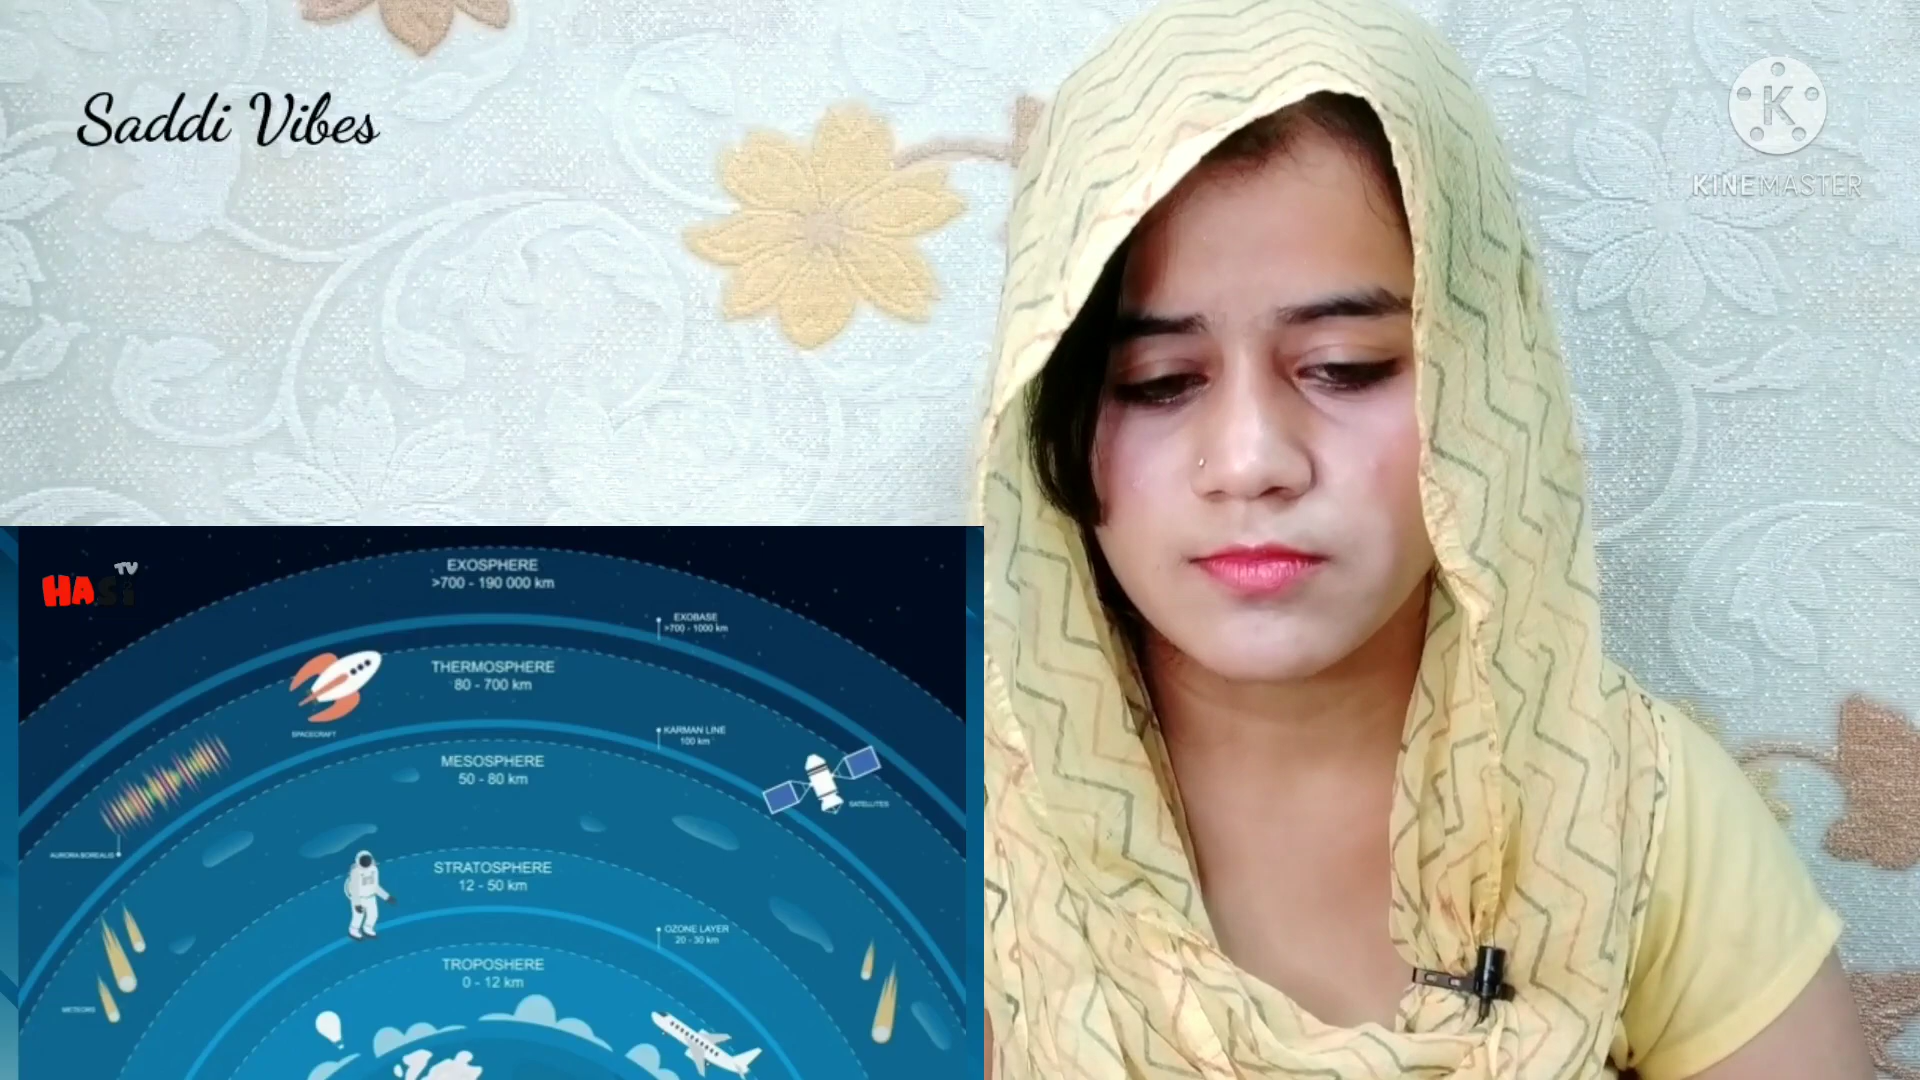 Saddi Vibes
K
KINEMASTER
HASi TV
EXOSPHERE
>700 - 190 000 km
EXOBASE
>700 - 1000 km
THERMOSPHERE
80 - 700 km
SPACECRAFT
KARMAN LINE
100 km
MESOSPHERE
50 - 80 km
SATELLITES
AURORA BOREALIS
STRATOSPHERE
12 - 50 km
OZONE LAYER
20 - 30 km
TROPOSHERE
0 - 12 km
METEORS